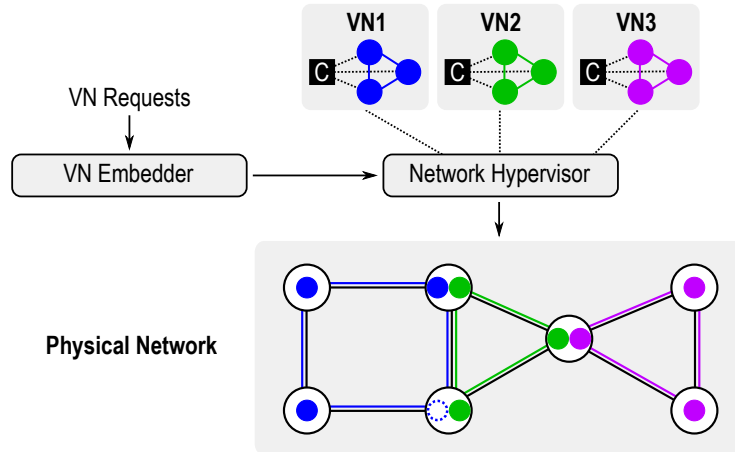 VN1 VN2 VN3
C C C
VN Requests
VN Embedder
Network Hypervisor
Physical Network